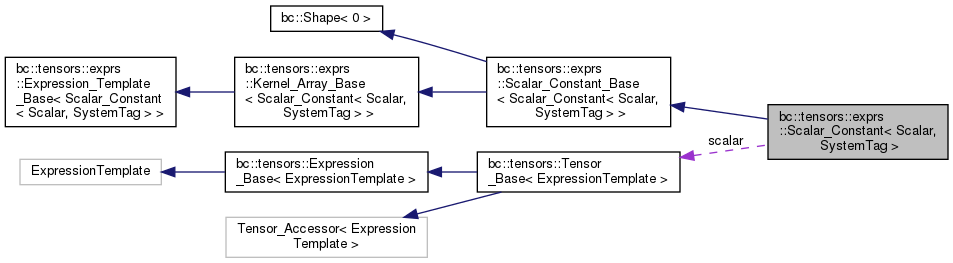 bc::Shape< 0 >
bc::tensors::exprs
::Expression_Template
_Base< Scalar_Constant
< Scalar, SystemTag > >
bc::tensors::exprs
::Kernel_Array_Base
< Scalar_Constant< Scalar,
SystemTag > >
bc::tensors::exprs
::Scalar_Constant_Base
< Scalar_Constant< Scalar,
SystemTag > >
bc::tensors::exprs
::Scalar_Constant< Scalar,
SystemTag >
scalar
ExpressionTemplate
bc::tensors::Expression
_Base< ExpressionTemplate >
bc::tensors::Tensor
_Base< ExpressionTemplate >
Tensor_Accessor< Expression
Template >